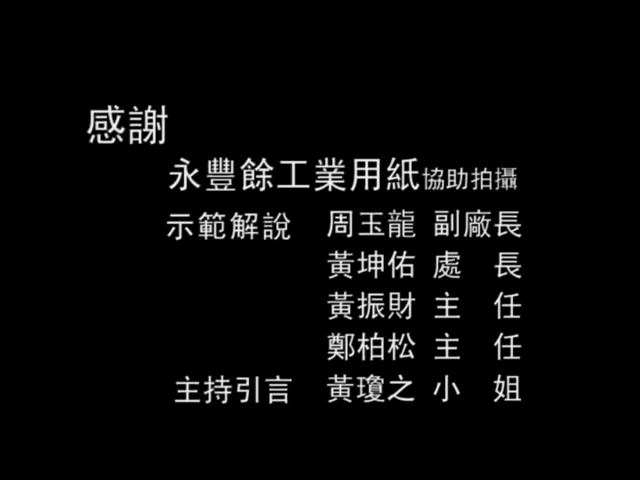 感謝
永豐餘工業用紙協助拍攝
示範解說 周玉龍 副廠長
黃坤佑 處 長
黃振財 主 任
鄭柏松 主 任
主持引言 黃瓊之 小 姐